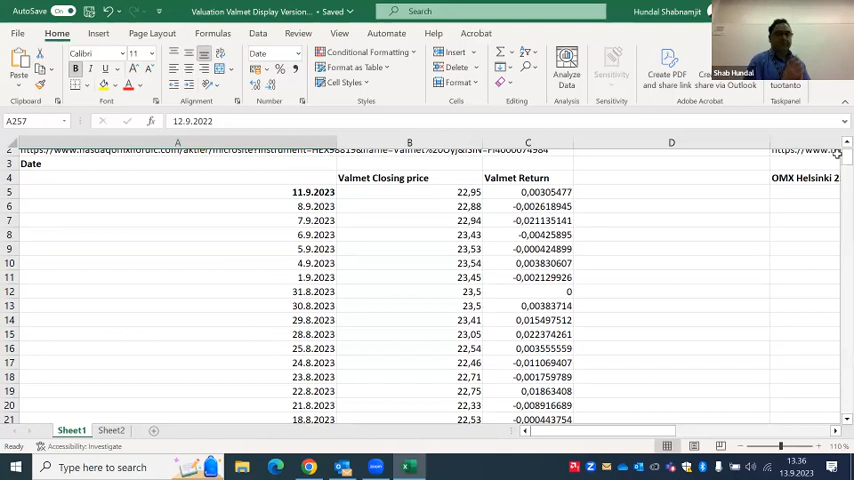 AutoSave On Valuation Valmet Display Version... • Saved Search Hundal Shabnamjit
File Home Insert Page Layout Formulas Data Review View Automate Help Acrobat
Paste Calibri 11 Date Conditional Formatting Insert Analyze Data Sensitivity Create PDF and Share link
B I U Format as Table Delete via Outlook
Cell Styles Format tuotanto
Clipboard Font Alignment Number Styles Cells Editing Analysis Sensitivity Adobe Acrobat Taskpanel
Shab Hundal
A257 fx 12.9.2022
A B C D
2
3 Date
4 Valmet Closing price Valmet Return OMX Helsinki 2
5 11.9.2023 22,95 0,00305477
6 8.9.2023 22,88 -0,002618945
7 7.9.2023 22,94 -0,021135141
8 6.9.2023 23,43 -0,00425895
9 5.9.2023 23,53 -0,000424899
10 4.9.2023 23,54 0,003830607
11 1.9.2023 23,45 -0,002129926
12 31.8.2023 23,5 0
13 30.8.2023 23,5 0,00383714
14 29.8.2023 23,41 0,015497512
15 28.8.2023 23,05 0,022374261
16 25.8.2023 22,54 0,003555559
17 24.8.2023 22,46 -0,011069407
18 23.8.2023 22,71 -0,001759789
19 22.8.2023 22,75 0,01863408
20 21.8.2023 22,33 -0,008916689
21 18.8.2023 22,53 -0,000443754
Sheet1 Sheet2
Ready Accessibility: Investigate 110 %
Type here to search zoom 13.36
13.9.2023